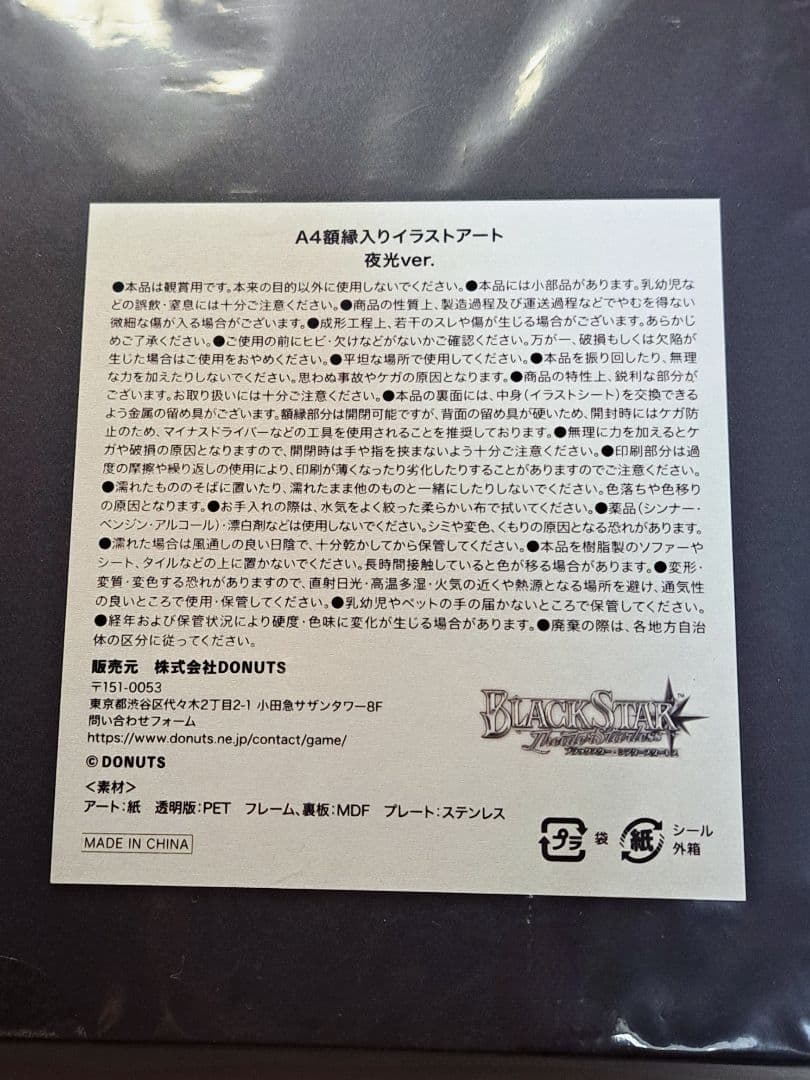 A4額縁入りイラストアート
夜光ver.
●本品は観賞用です。本来の目的以外に使用しないでください。●本品には小部品があります。乳幼児な
どの誤飲・窒息には十分ご注意ください。●商品の性質上、製造過程及び運送過程などでやむを得ない
微細な傷が入る場合がございます。●成形工程上、若干のスレや傷が生じる場合がございます。あらかじ
めご了承ください。●ご使用の前にヒビ・欠けなどがないかご確認ください。万が一、破損もしくは欠陥が
生じた場合はご使用をおやめください。●平坦な場所で使用してください。●本品を振り回したり、無理
な力を加えたりしないでください。思わぬ事故やケガの原因となります。●商品の特性上、鋭利な部分が
ございます。お取り扱いには十分ご注意ください。●本品の裏面には、中身(イラストシート)を交換できる
よう金属の留め具がございます。額縁部分は開閉可能ですが、背面の留め具が硬いため、開封時にはケガ防
止のため、マイナスドライバーなどの工具を使用されることを推奨しております。●無理に力を加えるとケ
ガや破損の原因となりますので、開閉時は手や指を挟まないよう十分ご注意ください。●印刷部分は過
度の摩擦や繰り返しの使用により、印刷が薄くなったり劣化したりすることがありますのでご注意ください。
●濡れたもののそばに置いたり、濡れたまま他のものと一緒にしたりしないでください。色落ちや色移り
の原因となります。●お手入れの際は、水気をよく絞った柔らかい布で拭いてください。●薬品(シンナー・
ベンジン・アルコール)・漂白剤などは使用しないでください。シミや変色、くもりの原因となる恐れがあります。
●濡れた場合は風通しの良い日陰で、十分乾かしてから保管してください。●本品を樹脂製のソファーや
シート、タイルなどの上に置かないでください。長時間接触していると色が移る場合があります。●変形・
変質・変色する恐れがありますので、直射日光・高温多湿・火気の近くや熱源となる場所を避け、通気性
の良いところで使用・保管してください。●乳幼児やペットの手の届かないところで保管してください。
●経年および保管状況により硬度・色味に変化が生じる場合があります。●廃棄の際は、各地方自治
体の区分に従ってください。
販売元 株式会社DONUTS
〒151-0053
東京都渋谷区代々木2丁目2-1 小田急サザンタワー8F
問い合わせフォーム
https://www.donuts.ne.jp/contact/game/
©DONUTS
BLACKSTAR™
Theater Starless
ブラックスター・シアタースターレス
<素材>
アート:紙 透明版:PET フレーム、裏板:MDF プレート:ステンレス
MADE IN CHINA
プラ 袋
紙 シール
外箱